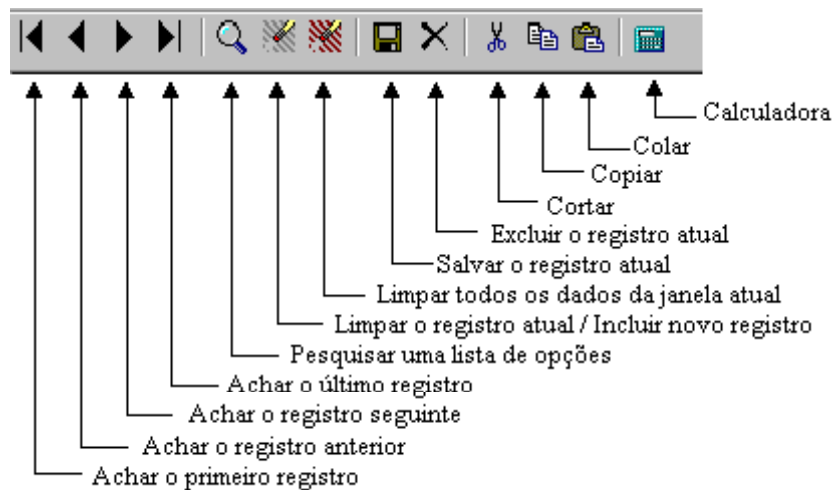 Calculadora
Colar
Copiar
Cortar
Excluir o registro atual
Salvar o registro atual
Limpar todos os dados da janela atual
Limpar o registro atual / Incluir novo registro
Pesquisar uma lista de opções
Achar o último registro
Achar o registro seguinte
Achar o registro anterior
Achar o primeiro registro